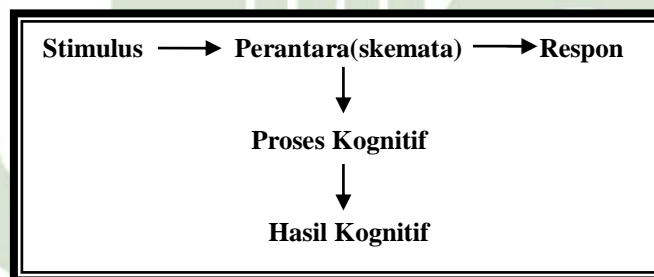 Stimulus Perantara(skemata) Respon
Proses Kognitif
Hasil Kognitif